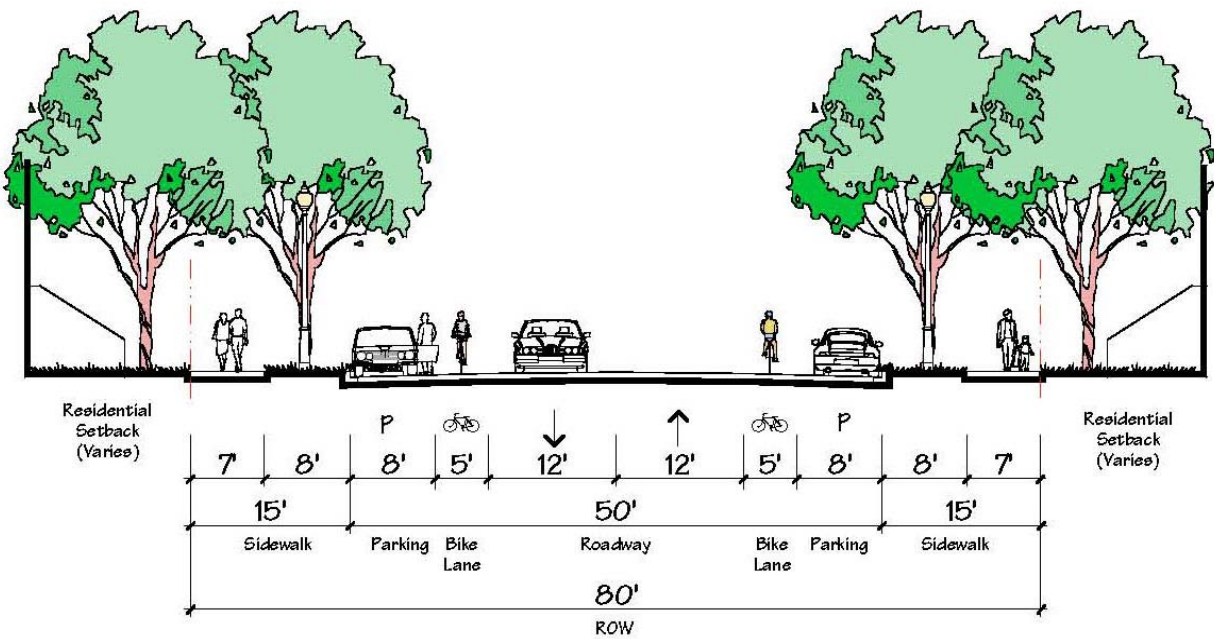 Residential
Setback
(Varies)
Residential
Setback
(Varies)
P
P
7' 8' 8' 5' 12' 12' 5' 8' 8' 7'
15' 50' 15'
Sidewalk Parking Bike Lane Roadway Bike Lane Parking Sidewalk
80'
ROW